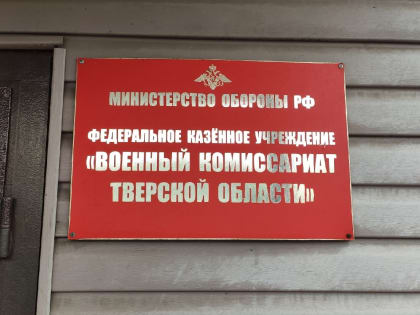 МИНИСТЕРСТВО ОБОРОНЫ РФ
ФЕДЕРАЛЬНОЕ КАЗЁННОЕ УЧРЕЖДЕНИЕ
«ВОЕННЫЙ КОМИССАРИАТ
ТВЕРСКОЙ ОБЛАСТИ»